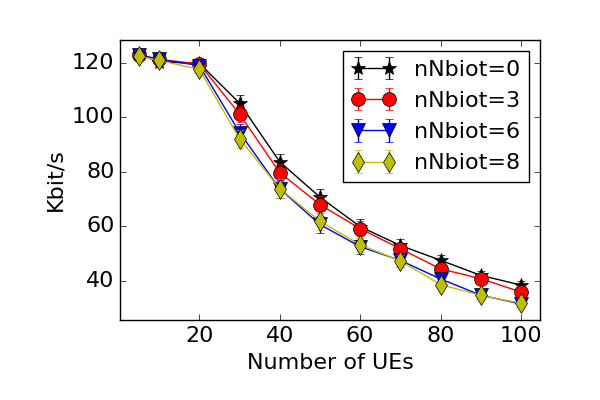 120
100
80
60
40
Kbit/s
nNbiot=0
nNbiot=3
nNbiot=6
nNbiot=8
20 40 60 80 100
Number of UEs